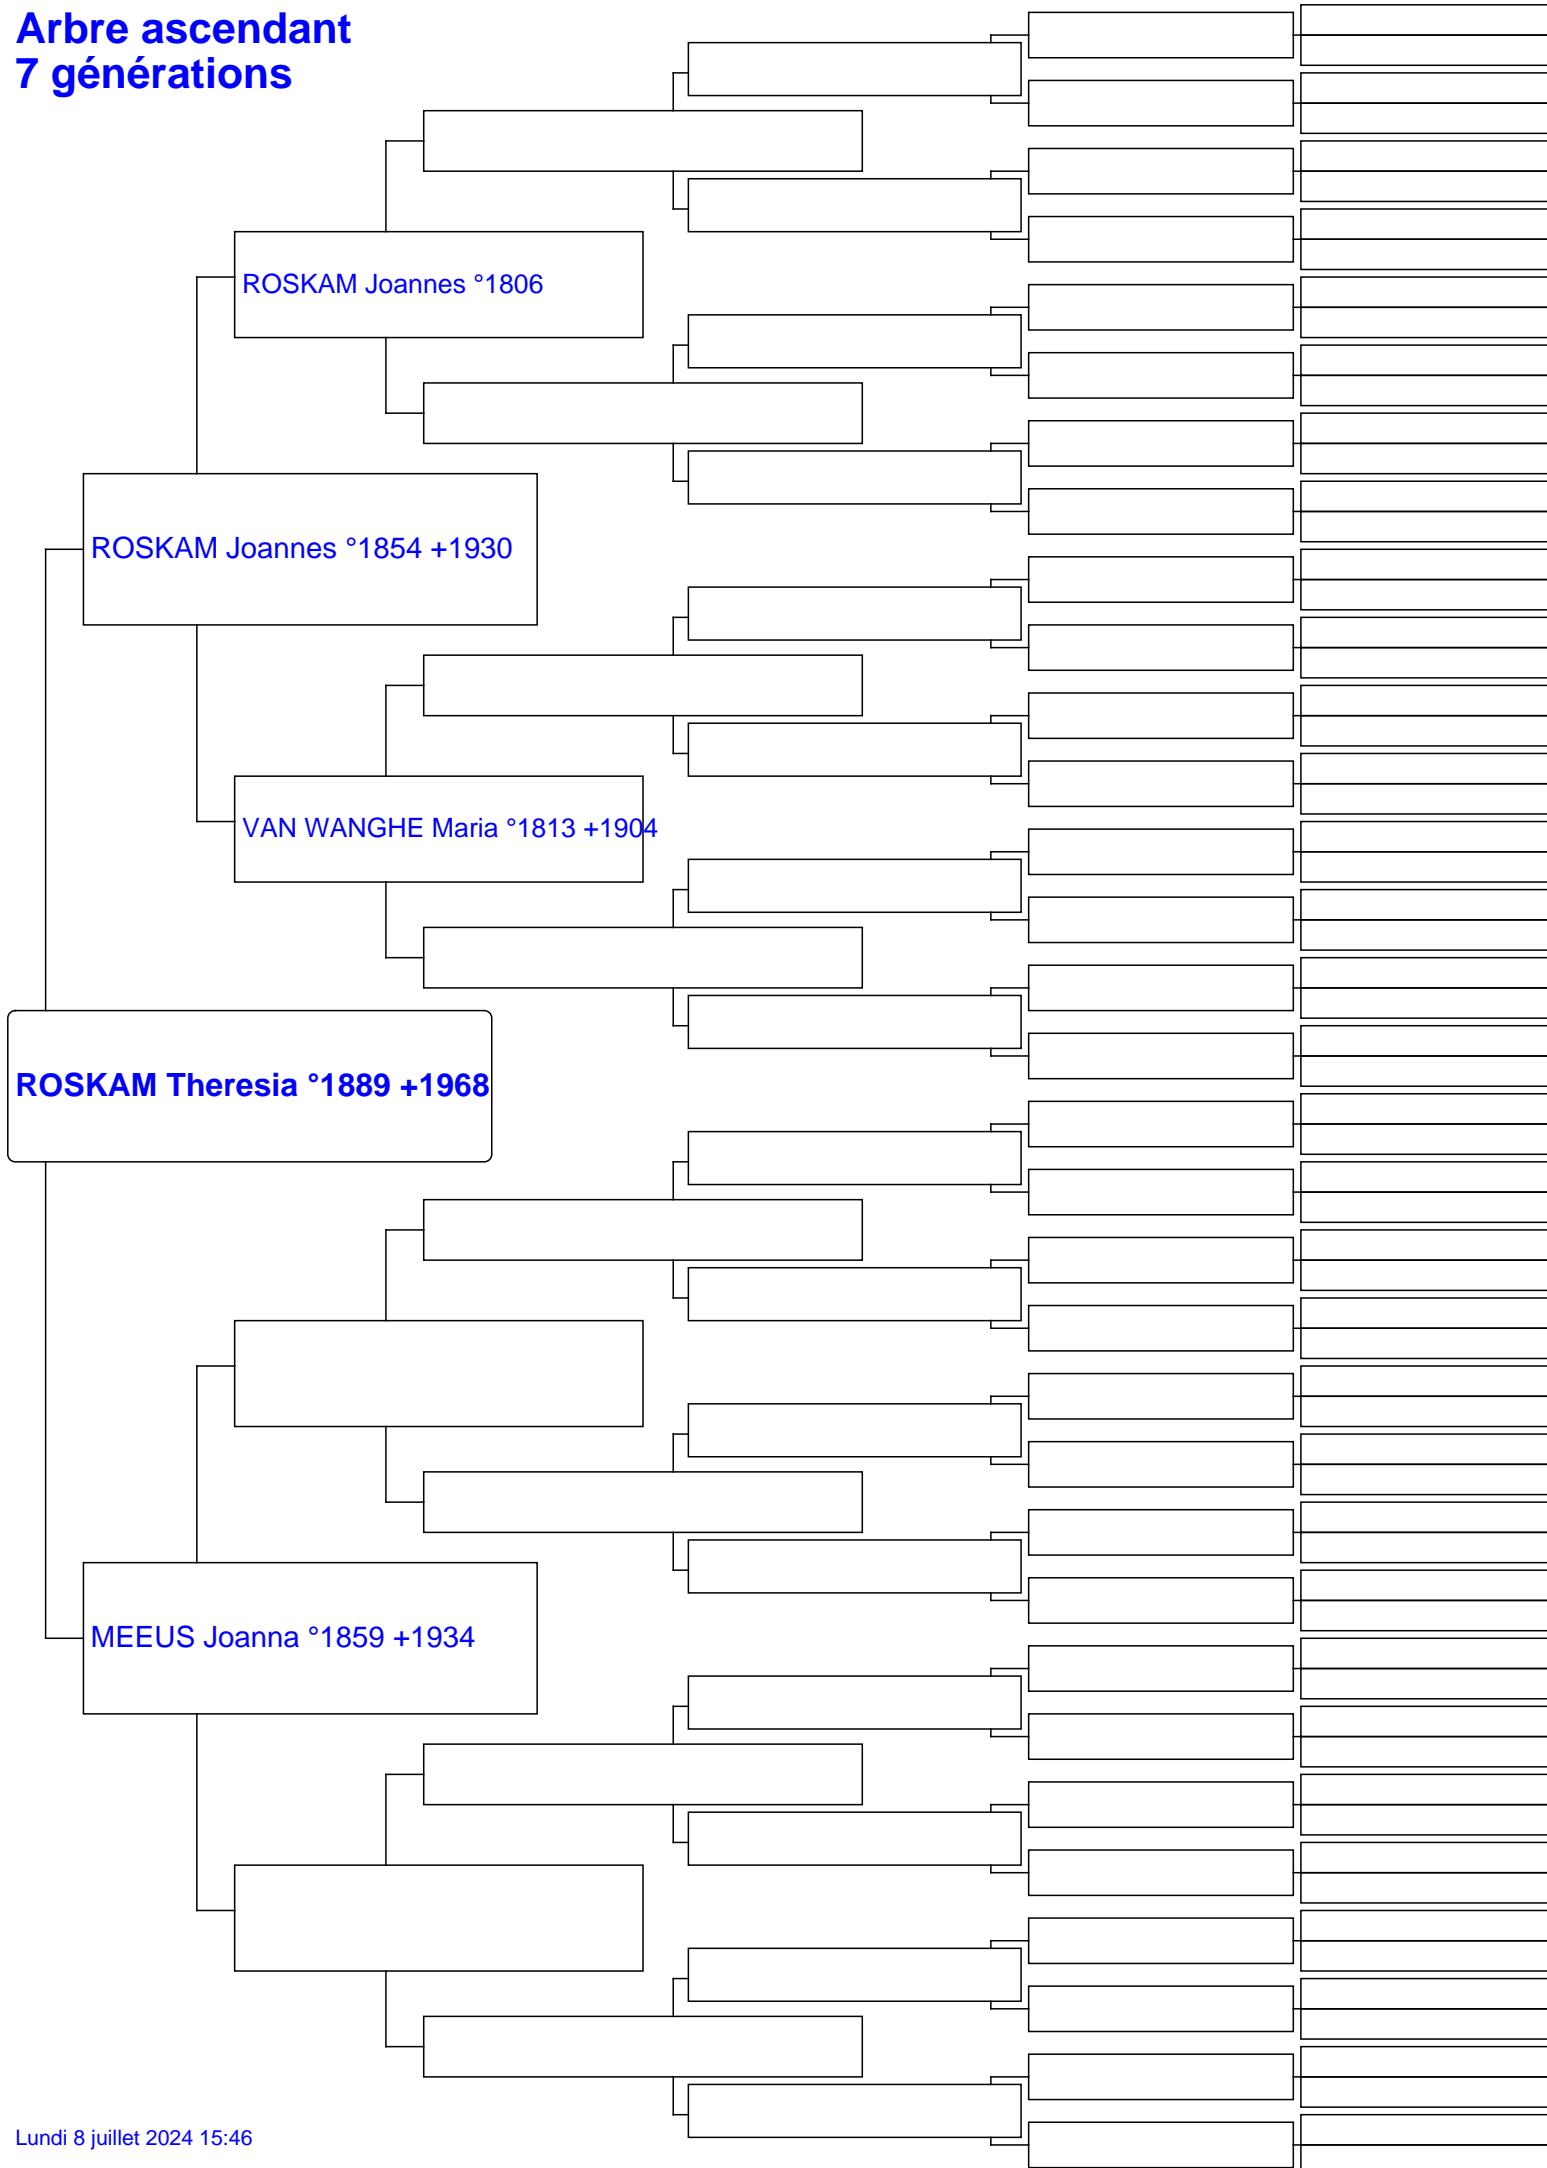 Arbre ascendant
7 générations
ROSKAM Joannes °1806
ROSKAM Joannes °1854 +1930
VAN WANGHE Maria °1813 +1904
ROSKAM Theresia °1889 +1968
MEEUS Joanna °1859 +1934
Lundi 8 juillet 2024 15:46